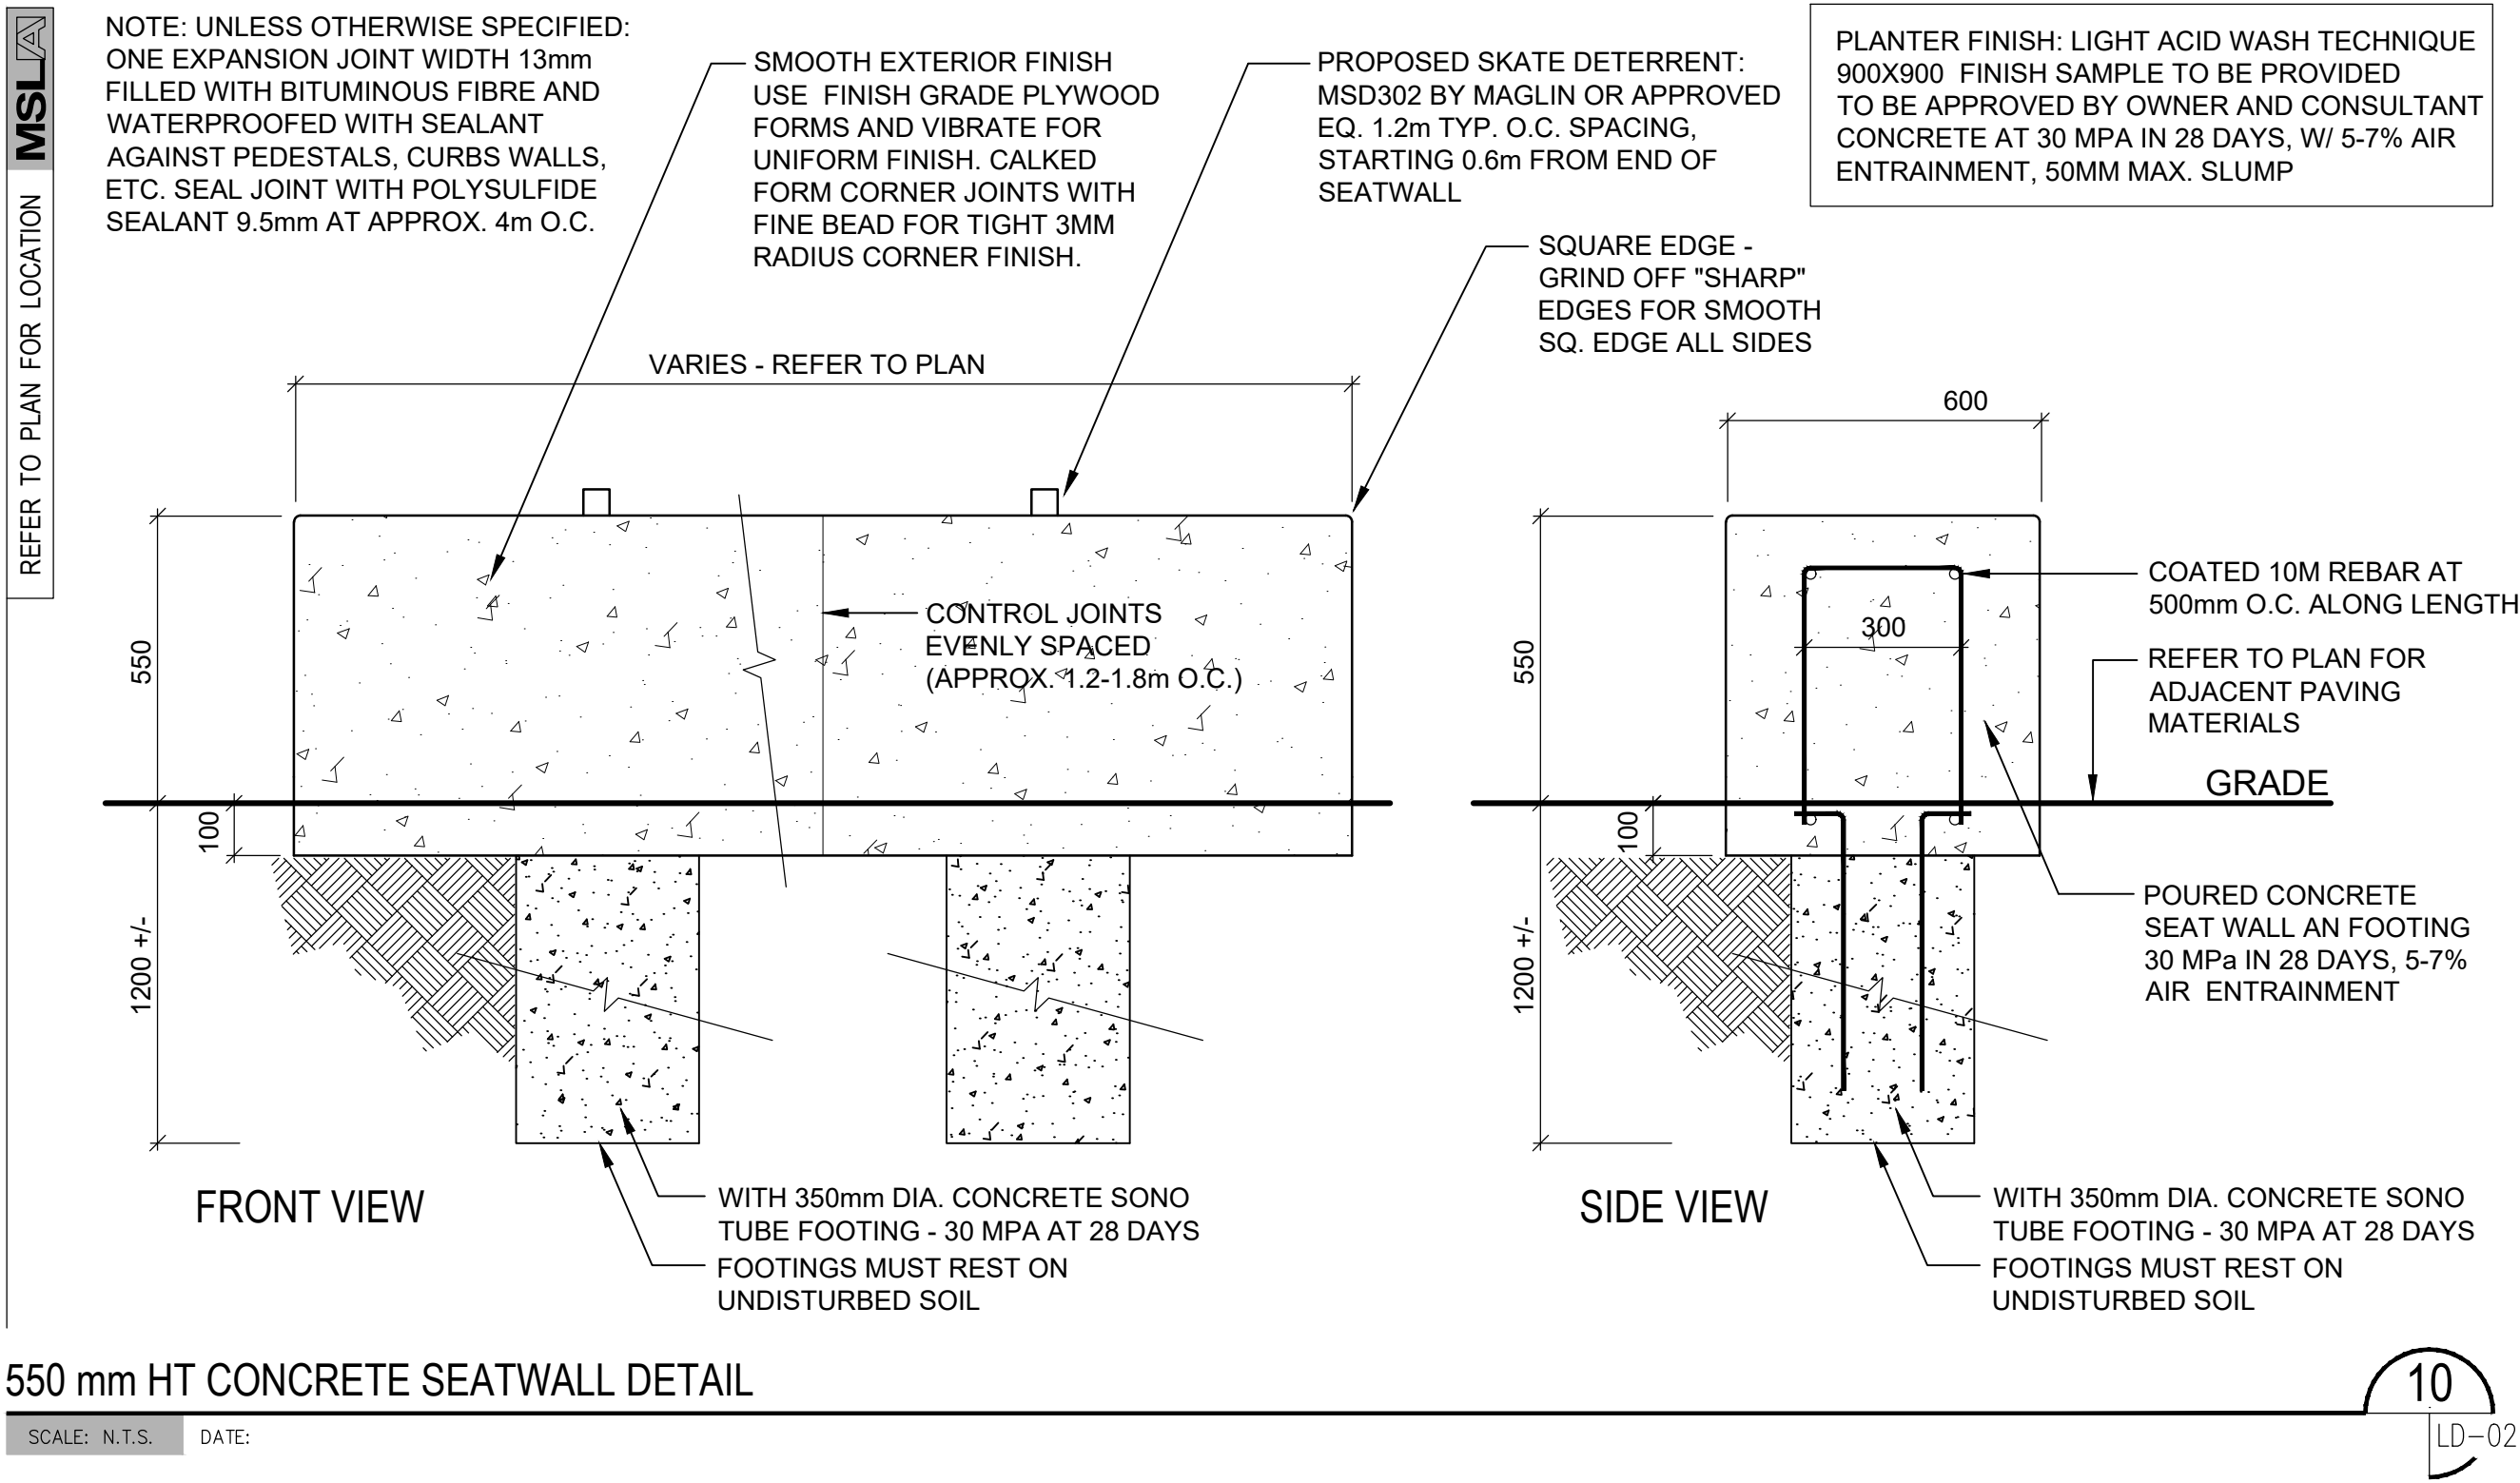 MSLA
REFER TO PLAN FOR LOCATION
NOTE: UNLESS OTHERWISE SPECIFIED:
ONE EXPANSION JOINT WIDTH 13mm
FILLED WITH BITUMINOUS FIBRE AND
WATERPROOFED WITH SEALANT
AGAINST PEDESTALS, CURBS WALLS,
ETC. SEAL JOINT WITH POLYSULFIDE
SEALANT 9.5mm AT APPROX. 4m O.C.
SMOOTH EXTERIOR FINISH
USE FINISH GRADE PLYWOOD
FORMS AND VIBRATE FOR
UNIFORM FINISH. CALKED
FORM CORNER JOINTS WITH
FINE BEAD FOR TIGHT 3MM
RADIUS CORNER FINISH.
PROPOSED SKATE DETERRENT:
MSD302 BY MAGLIN OR APPROVED
EQ. 1.2m TYP. O.C. SPACING,
STARTING 0.6m FROM END OF
SEATWALL
PLANTER FINISH: LIGHT ACID WASH TECHNIQUE
900X900 FINISH SAMPLE TO BE PROVIDED
TO BE APPROVED BY OWNER AND CONSULTANT
CONCRETE AT 30 MPA IN 28 DAYS, W/ 5-7% AIR
ENTRAINMENT, 50MM MAX. SLUMP
SQUARE EDGE -
GRIND OFF "SHARP"
EDGES FOR SMOOTH
SQ. EDGE ALL SIDES
VARIES - REFER TO PLAN
550
100
1200 +/-
CONTROL JOINTS
EVENLY SPACED
(APPROX. 1.2-1.8m O.C.)
WITH 350mm DIA. CONCRETE SONO
TUBE FOOTING - 30 MPA AT 28 DAYS
FOOTINGS MUST REST ON
UNDISTURBED SOIL
FRONT VIEW
600
550
300
100
1200 +/-
COATED 10M REBAR AT
500mm O.C. ALONG LENGTH
REFER TO PLAN FOR
ADJACENT PAVING
MATERIALS
GRADE
POURED CONCRETE
SEAT WALL AN FOOTING
30 MPa IN 28 DAYS, 5-7%
AIR ENTRAINMENT
WITH 350mm DIA. CONCRETE SONO
TUBE FOOTING - 30 MPA AT 28 DAYS
FOOTINGS MUST REST ON
UNDISTURBED SOIL
SIDE VIEW
550 mm HT CONCRETE SEATWALL DETAIL
SCALE: N.T.S.
DATE:
10
LD-02